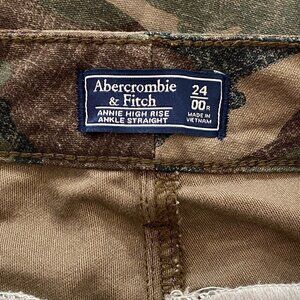 Abercrombie
& Fitch
ANNIE HIGH RISE
ANKLE STRAIGHT
24
00R
MADE IN
VIETNAM